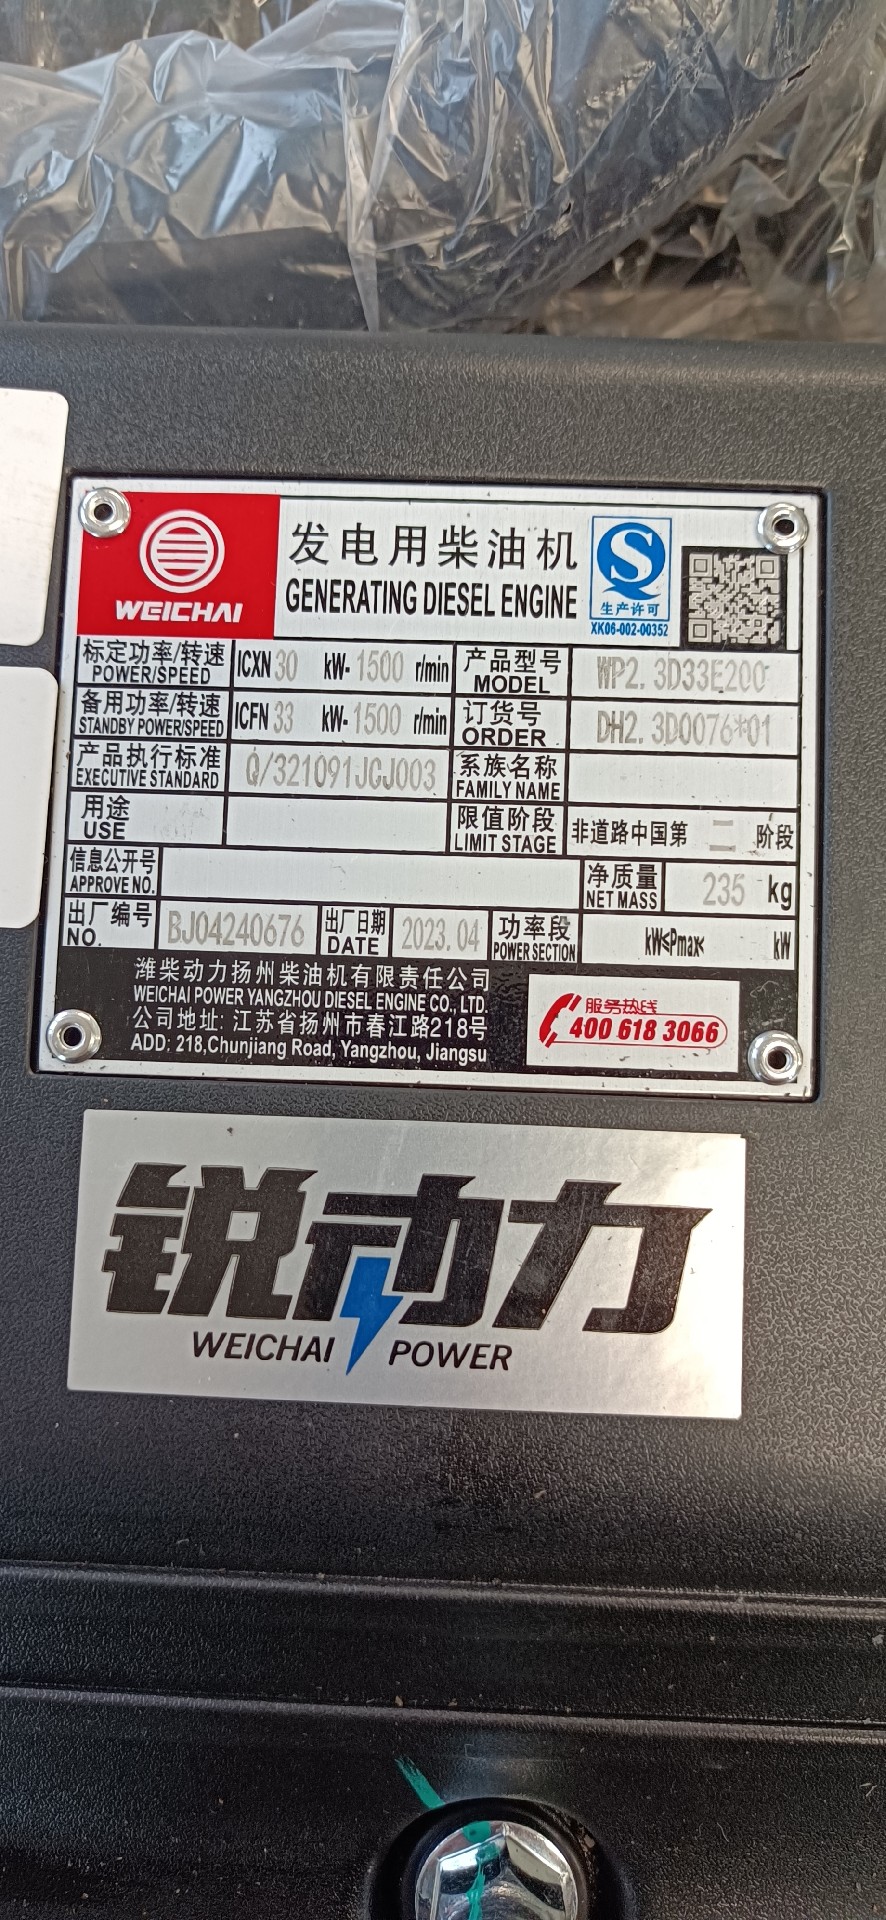 WEICHAI
发电用柴油机
GENERATING DIESEL ENGINE
生产许可
XK06-002-00352
标定功率/转速 ICXN 30 kW- 1500 r/min 产品型号 WP2. 3D33E200
POWER/SPEED MODEL
备用功率/转速 ICFN 33 kW- 1500 r/min 订货号 DH2. 3D0076*01
STANDBY POWER/SPEED ORDER
产品执行标准 Q/321091JCJ003 系族名称
EXECUTIVE STANDARD FAMILY NAME
用途 限值阶段 非道路中国第 二 阶段
USE LIMIT STAGE
信息公开号 净质量 235 kg
APPROVE NO. NET MASS
出厂编号 BJ04240676 出厂日期 2023. 04 功率段 kW≤Pmax< kW
NO. DATE POWER SECTION
潍柴动力扬州柴油机有限责任公司
WEICHAI POWER YANGZHOU DIESEL ENGINE CO., LTD.
公司地址: 江苏省扬州市春江路218号
ADD: 218,Chunjiang Road, Yangzhou, Jiangsu
服务热线
400 618 3066
锐动力
WEICHAI POWER